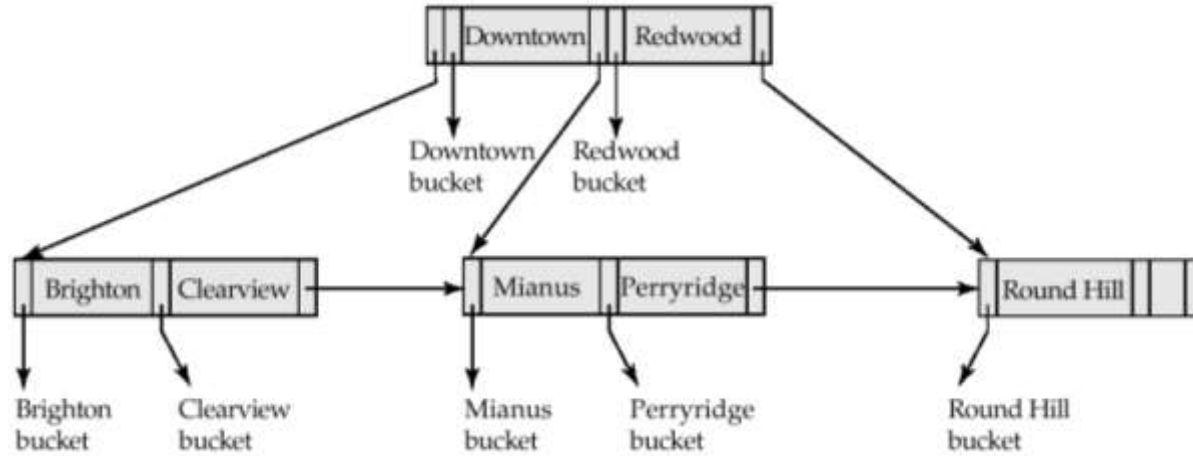 Downtown Redwood
Downtown
bucket
Redwood
bucket
Brighton Clearview
Mianus Perryridge
Round Hill
Brighton
bucket
Clearview
bucket
Mianus
bucket
Perryridge
bucket
Round Hill
bucket